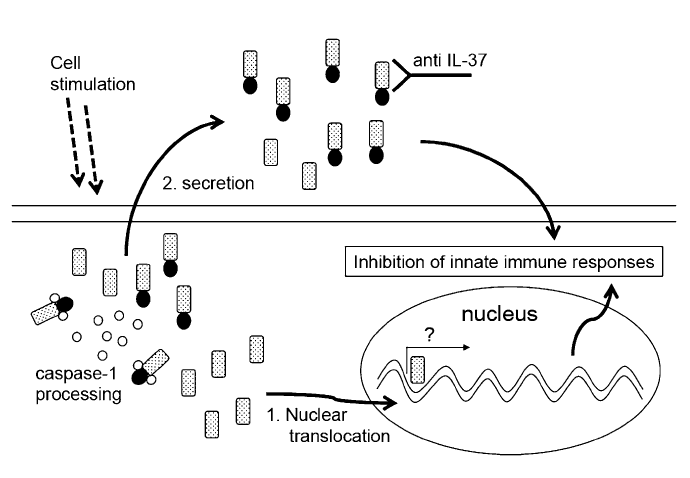 Cell
stimulation
anti IL-37
2. secretion
Inhibition of innate immune responses
nucleus
?
caspase-1
processing
1. Nuclear
translocation